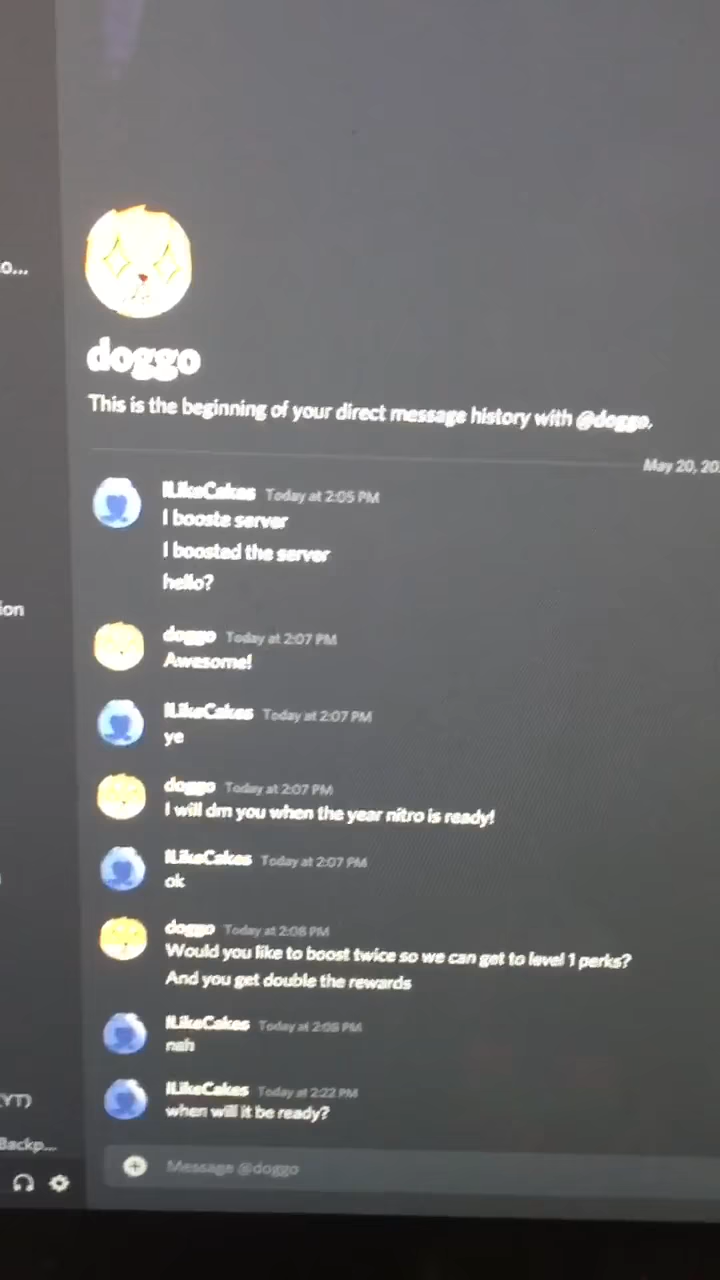 o...
doggo
This is the beginning of your direct message history with @doggo.
May 20, 20
ILikeCakes Today at 2:05 PM
I booste server
I boosted the server
hello?
ion
doggo Today at 2:07 PM
Awesome!
ILikeCakes Today at 2:07 PM
ye
doggo Today at 2:07 PM
I will dm you when the year nitro is ready!
ILikeCakes Today at 2:07 PM
ok
doggo Today at 2:08 PM
Would you like to boost twice so we can get to level 1 perks?
And you get double the rewards
ILikeCakes Today at 2:08 PM
nah
ILikeCakes Today at 2:22 PM
when will it be ready?
YT)
Backp...
Message @doggo